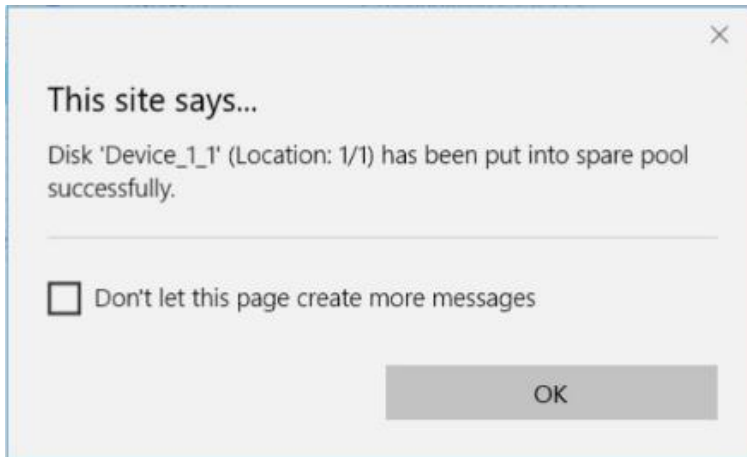 This site says...
Disk 'Device_1_1' (Location: 1/1) has been put into spare pool
successfully.
Don't let this page create more messages
OK